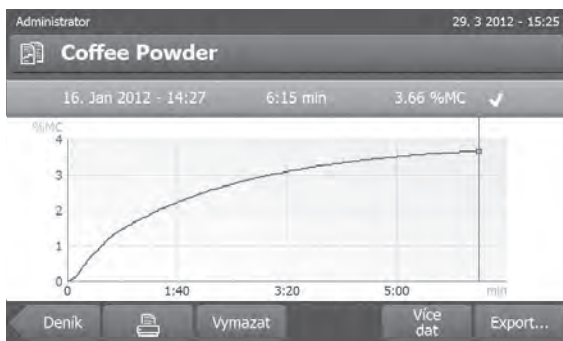 Administrator 29. 3 2012 - 15:25
Coffee Powder
16. Jan 2012 - 14:27 6:15 min 3.66 %MC
%MC
4
3
2
1
0
0 1:40 3:20 5:00 min
Deník Vymazat Více dat Export...